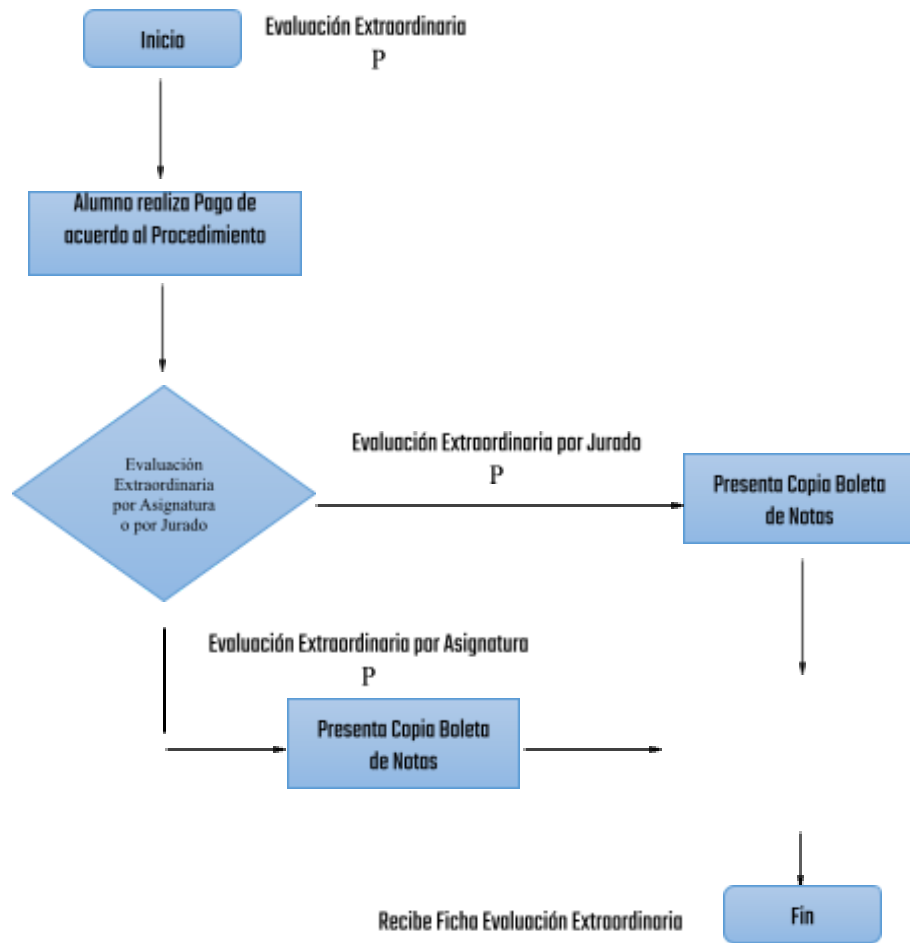 Inicio
Evaluación Extraordinaria
P
Alumno realiza Pago de
acuerdo al Procedimiento
Evaluación
Extraordinaria
por Asignatura
o por Jurado
Evaluación Extraordinaria por Jurado
P
Presenta Copia Boleta
de Notas
Evaluación Extraordinaria por Asignatura
P
Presenta Copia Boleta
de Notas
Recibe Ficha Evaluación Extraordinaria
Fin